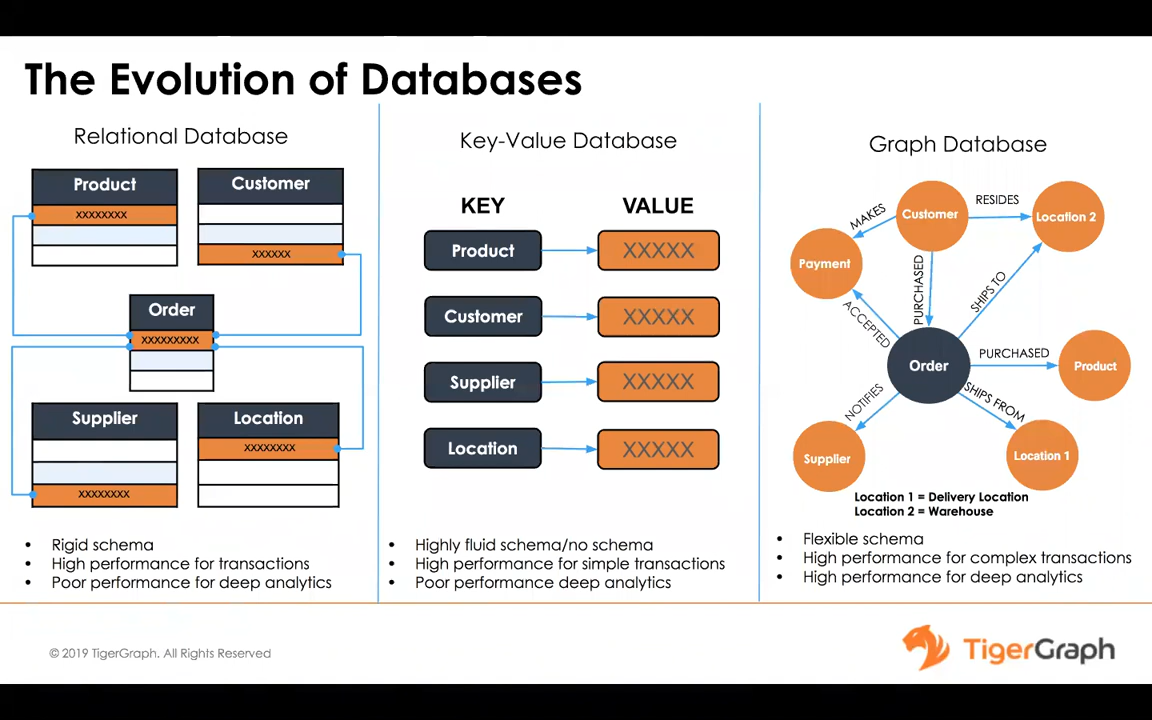 The Evolution of Databases
Relational Database
Product
XXXXXXXX
Customer
XXXXXX
Order
XXXXXXXXX
Supplier
XXXXXXXX
Location
XXXXXXXX
Rigid schema
High performance for transactions
Poor performance for deep analytics
Key-Value Database
KEY VALUE
Product XXXXX
Customer XXXXX
Supplier XXXXX
Location XXXXX
Highly fluid schema/no schema
High performance for simple transactions
Poor performance deep analytics
Graph Database
Customer
RESIDES
Location 2
MAKES
Payment
PURCHASED
SHIPS TO
ACCEPTED
Order
PURCHASED
Product
NOTIFIES
SHIPS FROM
Supplier
Location 1
Location 1 = Delivery Location
Location 2 = Warehouse
Flexible schema
High performance for complex transactions
High performance for deep analytics
© 2019 TigerGraph. All Rights Reserved
TigerGraph